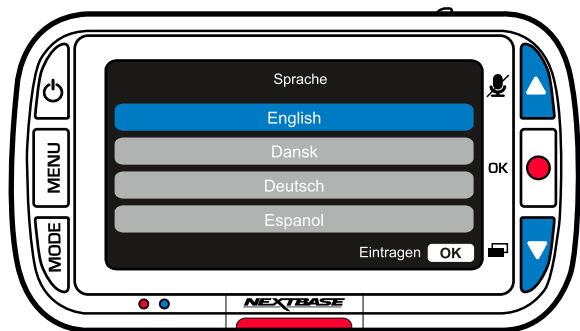 Sprache
English
Dansk
Deutsch
Espanol
Eintragen OK
MENU
MODE
OK
NEXTBASE